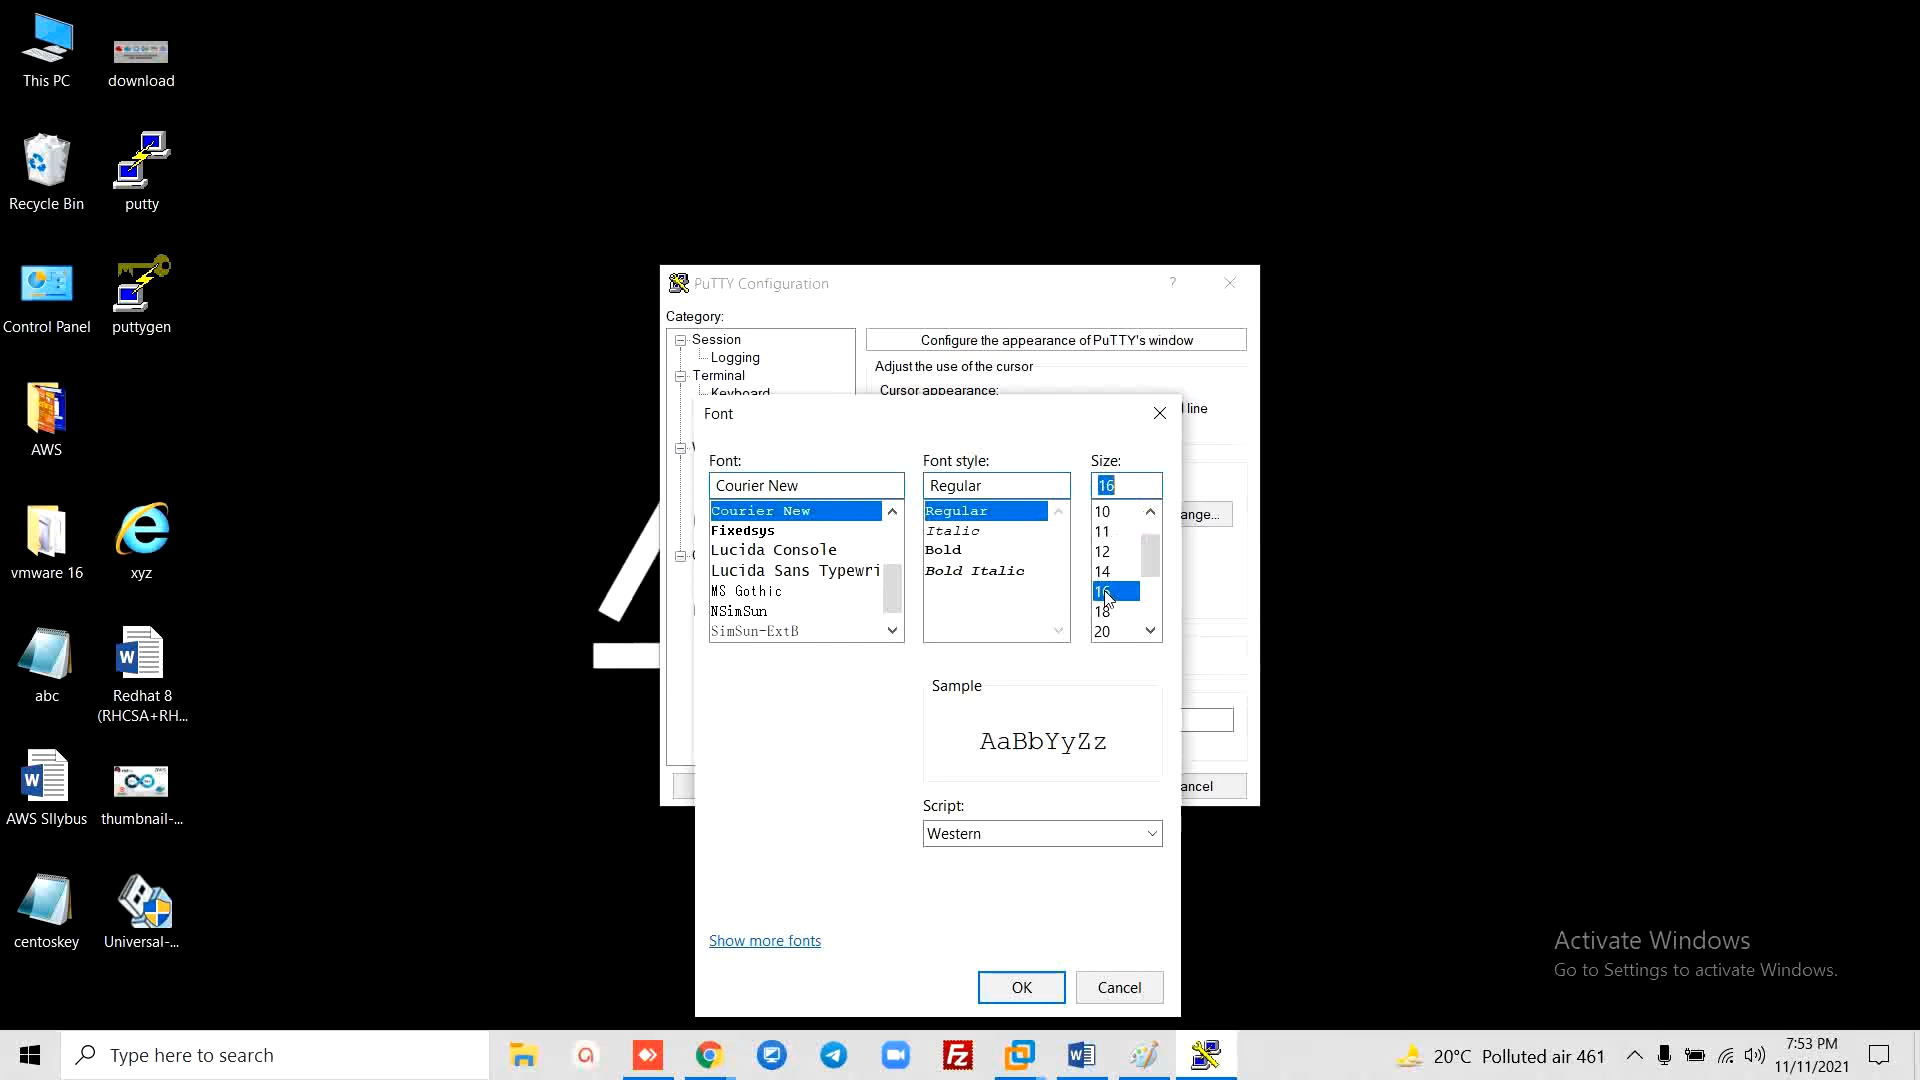 This PC
download
Recycle Bin
putty
Control Panel
puttygen
AWS
vmware 16
xyz
abc
Redhat 8
(RHCSA+RH...
AWS Sllybus
thumbnail-...
centoskey
Universal-...
PuTTY Configuration
?
Category:
Session
Logging
Terminal
Keyboard
Configure the appearance of PuTTY's window
Adjust the use of the cursor
Cursor appearance:
line
ange...
ancel
Font
Font:
Courier New
Courier New
Fixedsys
Lucida Console
Lucida Sans Typewri
MS Gothic
NSimSun
SimSun-ExtB
Font style:
Regular
Regular
Italic
Bold
Bold Italic
Size:
16
10
11
12
14
16
18
20
Sample
AaBbYyZz
Script:
Western
Show more fonts
OK
Cancel
Activate Windows
Go to Settings to activate Windows.
Type here to search
20°C Polluted air 461
7:53 PM
11/11/2021